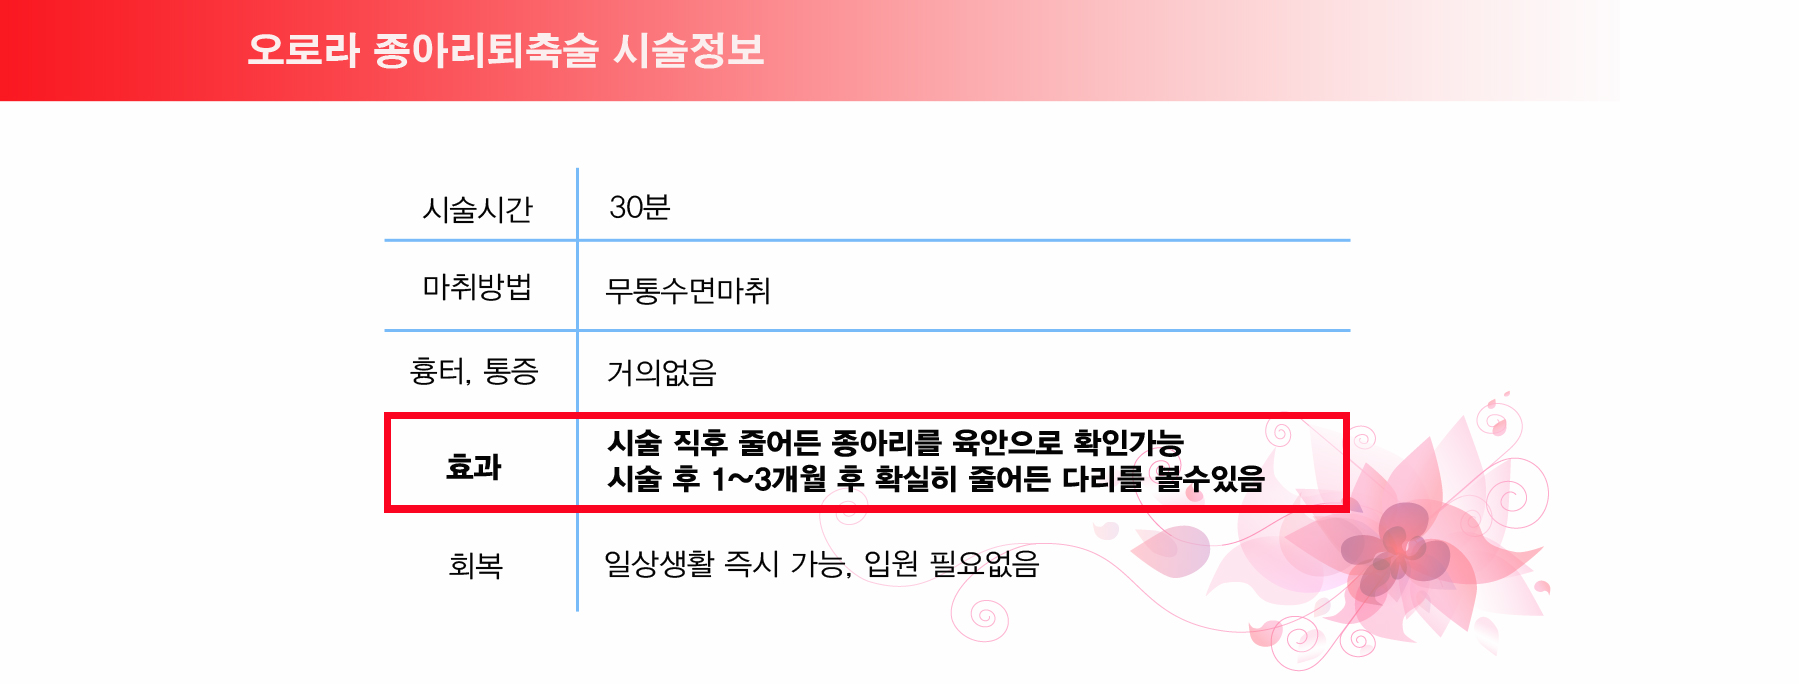 오로라 종아리퇴축술 시술정보
시술시간 30분
마취방법 무통수면마취
흉터, 통증 거의없음
효과 시술 직후 줄어든 종아리를 육안으로 확인가능
시술 후 1~3개월 후 확실히 줄어든 다리를 볼수있음
회복 일상생활 즉시 가능, 입원 필요없음